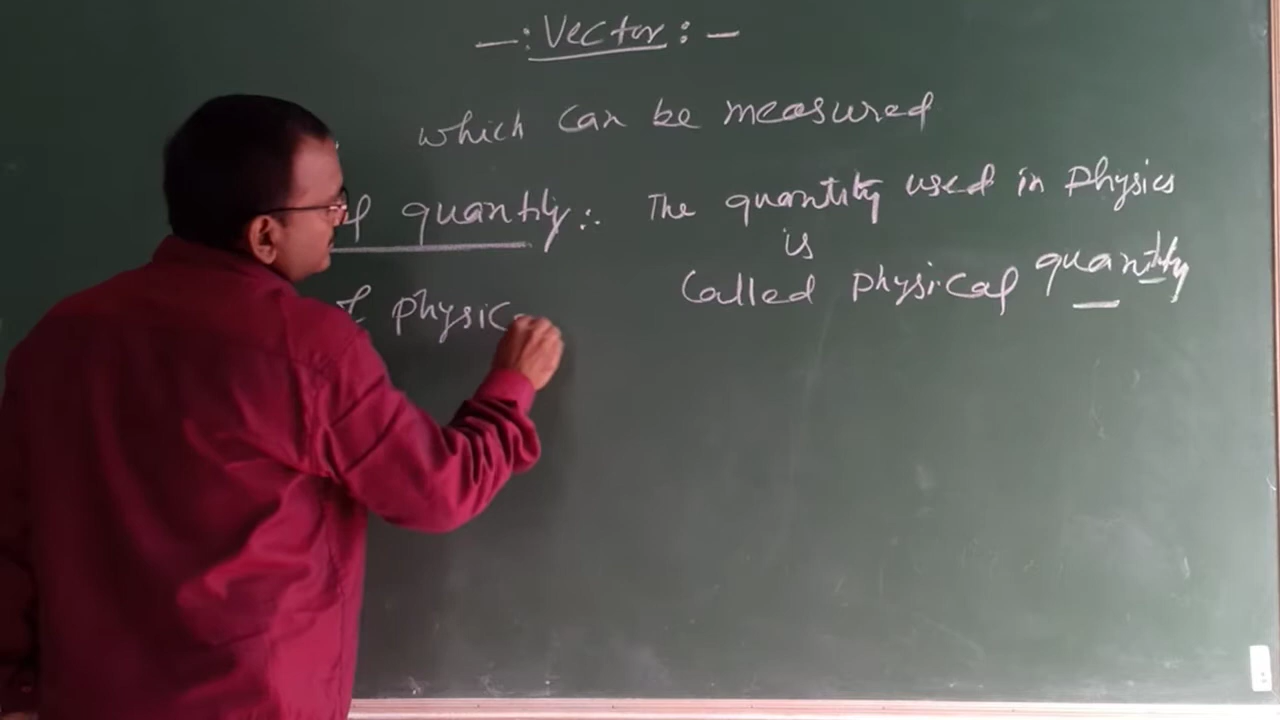 —: Vector :—
which can be measured
quantity :. The quantity used in Physics
is
called physical quantity
physic